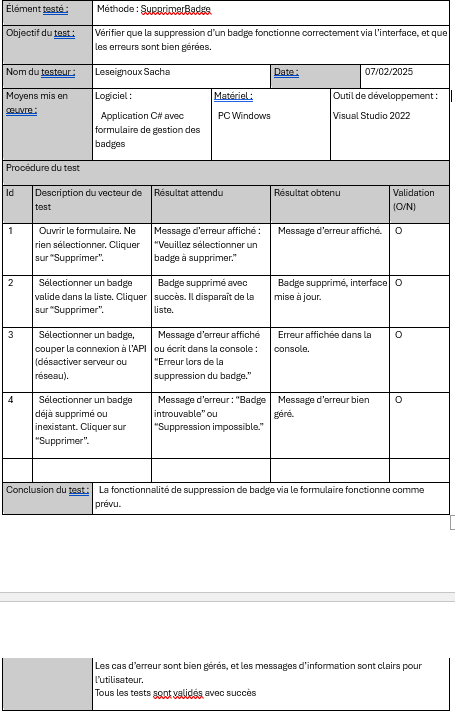 Élément testé :
Méthode : SupprimerBadge
Objectif du test :
Vérifier que la suppression d’un badge fonctionne correctement via l’interface, et que
les erreurs sont bien gérées.
Nom du testeur :
Leseignoux Sacha
Date :
07/02/2025
Moyens mis en
œuvre :
Logiciel :
Application C# avec
formulaire de gestion des
badges
Matériel :
PC Windows
Outil de développement :
Visual Studio 2022
Procédure du test
Id
Description du vecteur de
test
Résultat attendu
Résultat obtenu
Validation
(O/N)
1
Ouvrir le formulaire. Ne
rien sélectionner. Cliquer
sur “Supprimer”.
Message d’erreur affiché :
“Veuillez sélectionner un
badge à supprimer.”
Message d’erreur affiché.
O
2
Sélectionner un badge
valide dans la liste. Cliquer
sur “Supprimer”.
Badge supprimé avec
succès. Il disparaît de la
liste.
Badge supprimé, interface
mise à jour.
O
3
Sélectionner un badge,
couper la connexion à l’API
(désactiver serveur ou
réseau).
Message d’erreur affiché
ou écrit dans la console :
“Erreur lors de la
suppression du badge.”
Erreur affichée dans la
console.
O
4
Sélectionner un badge
déjà supprimé ou
inexistant. Cliquer sur
“Supprimer”.
Message d’erreur : “Badge
introuvable” ou
“Suppression impossible.”
Message d’erreur bien
géré.
O
Conclusion du test :
La fonctionnalité de suppression de badge via le formulaire fonctionne comme
prévu.
Les cas d’erreur sont bien gérés, et les messages d’information sont clairs pour
l’utilisateur.
Tous les tests sont validés avec succès